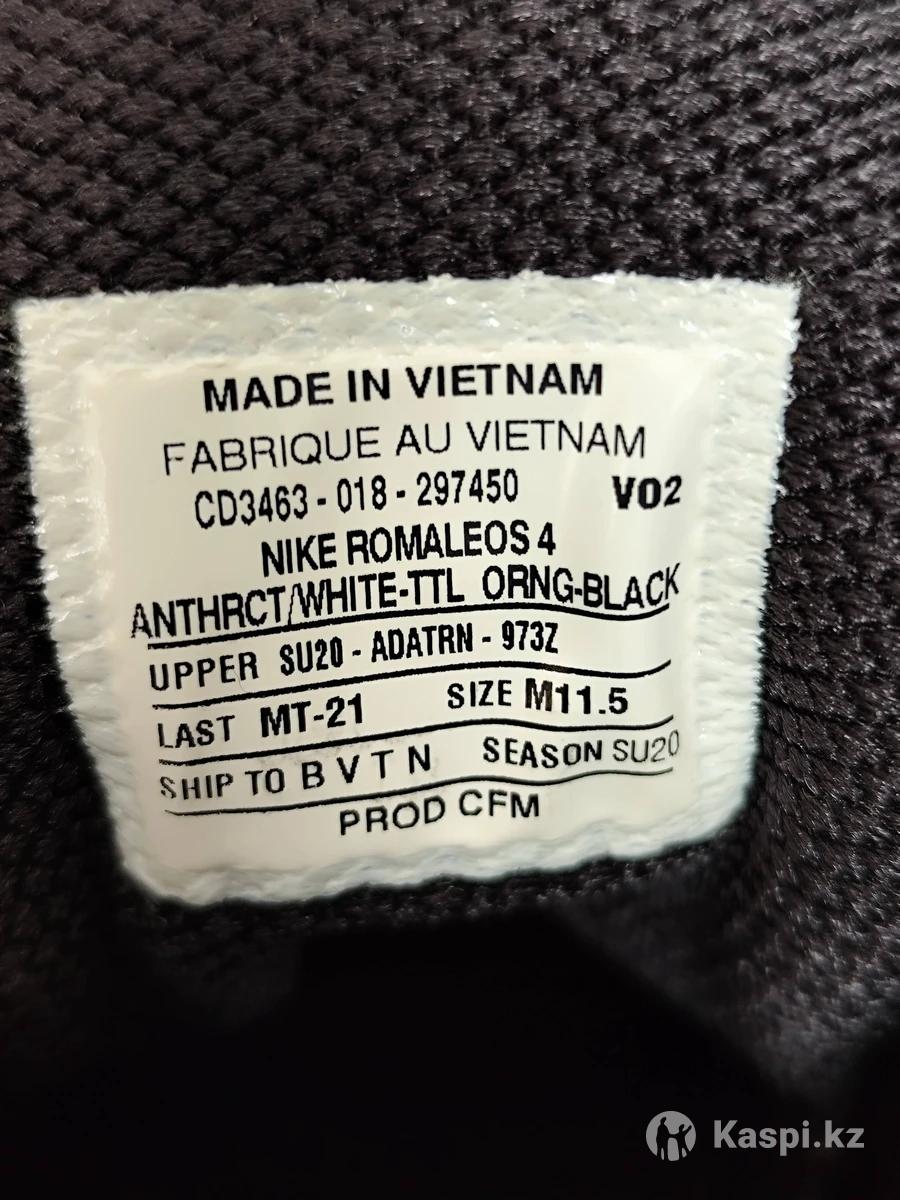 MADE IN VIETNAM
FABRIQUE AU VIETNAM
CD3463 - 018 - 297450 V02
NIKE ROMALEOS 4
ANTHRCT/WHITE-TTL ORNG-BLACK
UPPER SU20 - ADATRN - 973Z
LAST MT-21 SIZE M11.5
SHIP TO B V T N SEASON SU20
PROD CFM
Kaspi.kz